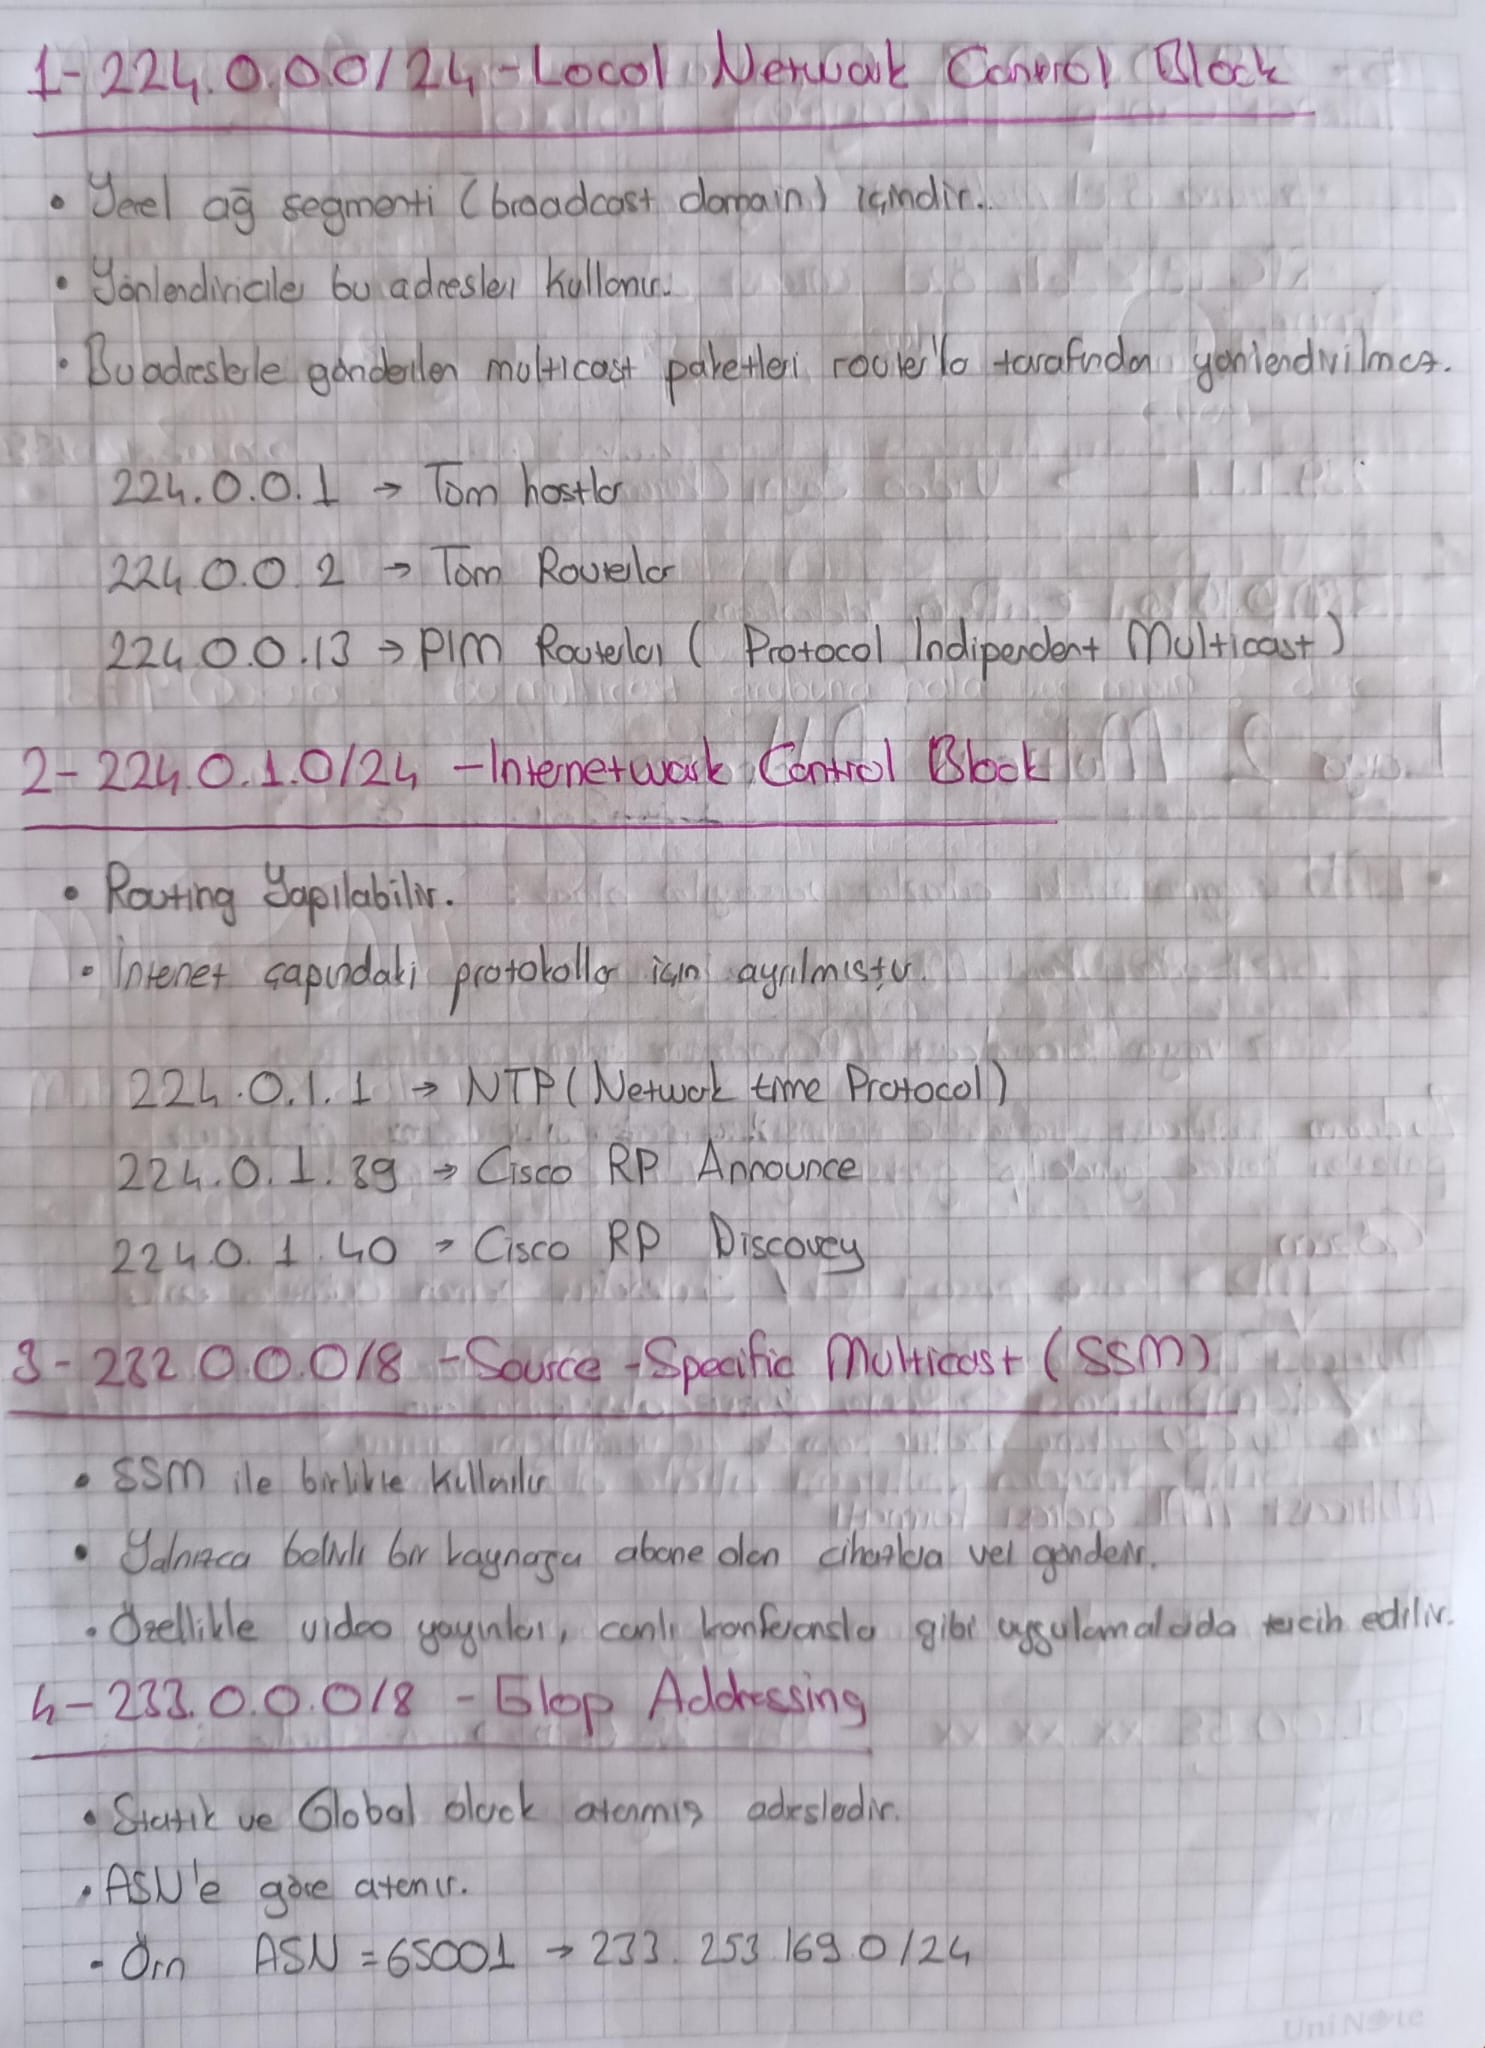 1- 224.0.0.0/24 - Local Network Control Block
• Yerel ağ segmenti (broadcast domain) içindir.
• Yönlendiriciler bu adresleri kullanır.
• Bu adreslerle gönderilen multicast paketleri router'lar tarafından yönlendirilmez.
224.0.0.1 → Tüm hostlar
224.0.0.2 → Tüm Routerlar
224.0.0.13 → PIM Routerları ( Protocol Indipendent Multicast )
2- 224.0.1.0/24 - Internetwork Control Block
• Routing Yapılabilir.
• İnternet çapındaki protokoller için ayrılmıştır.
224.0.1.1 → NTP (Network time Protocol)
224.0.1.39 → Cisco RP Announce
224.0.1.40 → Cisco RP Discovey
3- 232.0.0.0/8 - Source - Specific Multicast (SSM)
• SSM ile birlikte kullanılır
• Yalnızca belirli bir kaynağa abone olan cihazlara veri gönderir.
• Özellikle video yayınları, canlı konferanslar gibi uygulamalarda tercih edilir.
4- 233.0.0.0/8 - Glop Addressing
• Statik ve Global olarak atanmış adreslerdir.
• ASN'e göre atanır.
- Örn ASN = 65001 → 233.253.169.0/24
UniNote